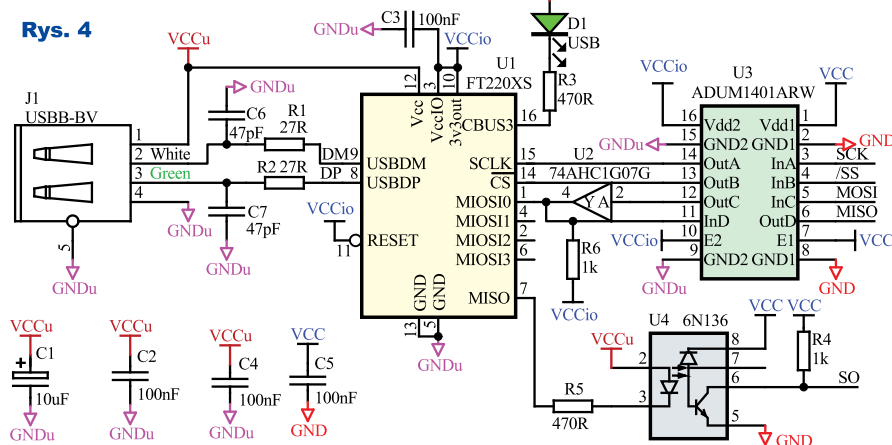 Rys. 4
C3
100nF
GNDu
VCCio
VCCu
D1
USB
R3
470R
U1
FT220XS
J1
USBB-BV
GNDu
C6
47pF
R1
27R
12
3
10
Vcc
VccIO
3v3out
CBUS3
16
VCCio
U3
ADUM1401ARW
VCC
16
Vdd2
Vdd1
1
GNDu
15
GND2
GND1
2
GND
1
2
White
3
Green
4
R2
27R
DM
9
USBDM
DP
8
USBDP
SCLK
15
U2
14
OutA
InA
3
SCK
CS
14
74AHC1G07G
13
OutB
InB
4
/SS
MIOSI0
1
4
Y
A
2
12
OutC
InC
5
MOSI
MIOSI1
4
11
InD
OutD
6
MISO
MIOSI2
2
MIOSI3
6
VCCio
10
E2
E1
7
VCC
9
GND2
GND1
8
GNDu
GND
GNDu
C7
47pF
GNDu
VCCio
11
RESET
R6
1k
VCCio
5
GNDu
GND
GND
13
5
GNDu
MISO
7
VCCu
C1
10uF
GNDu
VCCu
C2
100nF
GNDu
VCCu
C4
100nF
GNDu
VCC
C5
100nF
GND
R5
470R
VCCu
U4
6N136
2
3
8
7
6
5
VCC
VCC
R4
1k
SO
GND